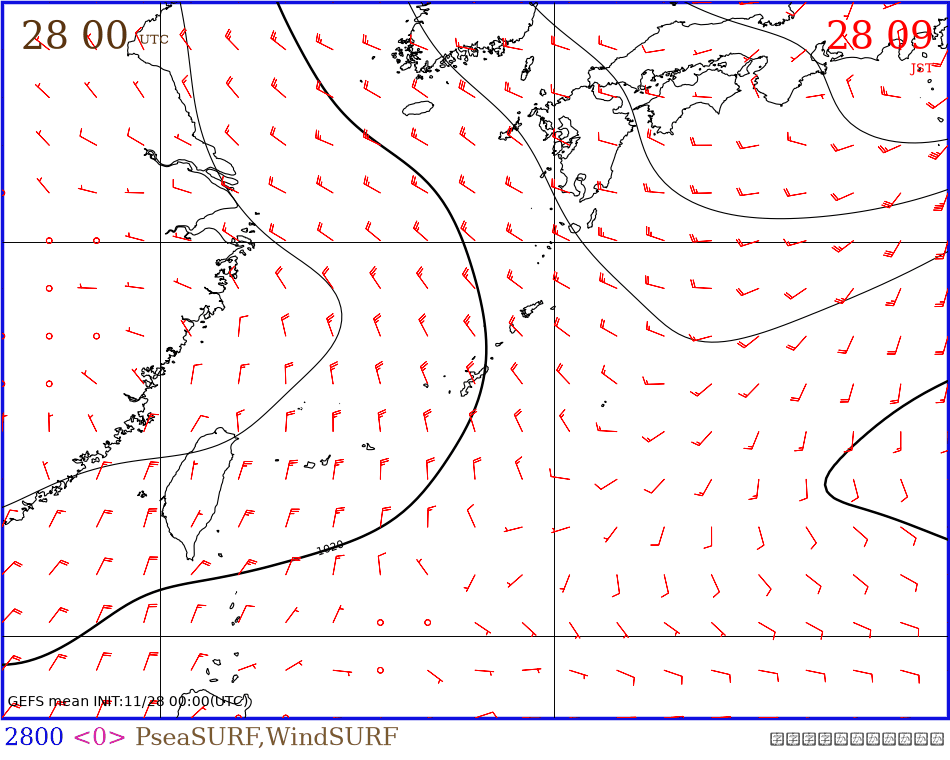 28 00 UTC
28 09
JST
1020
GEFS mean INIT:11/28 00:00(UTC)
2800 <0> PseaSURF,WindSURF